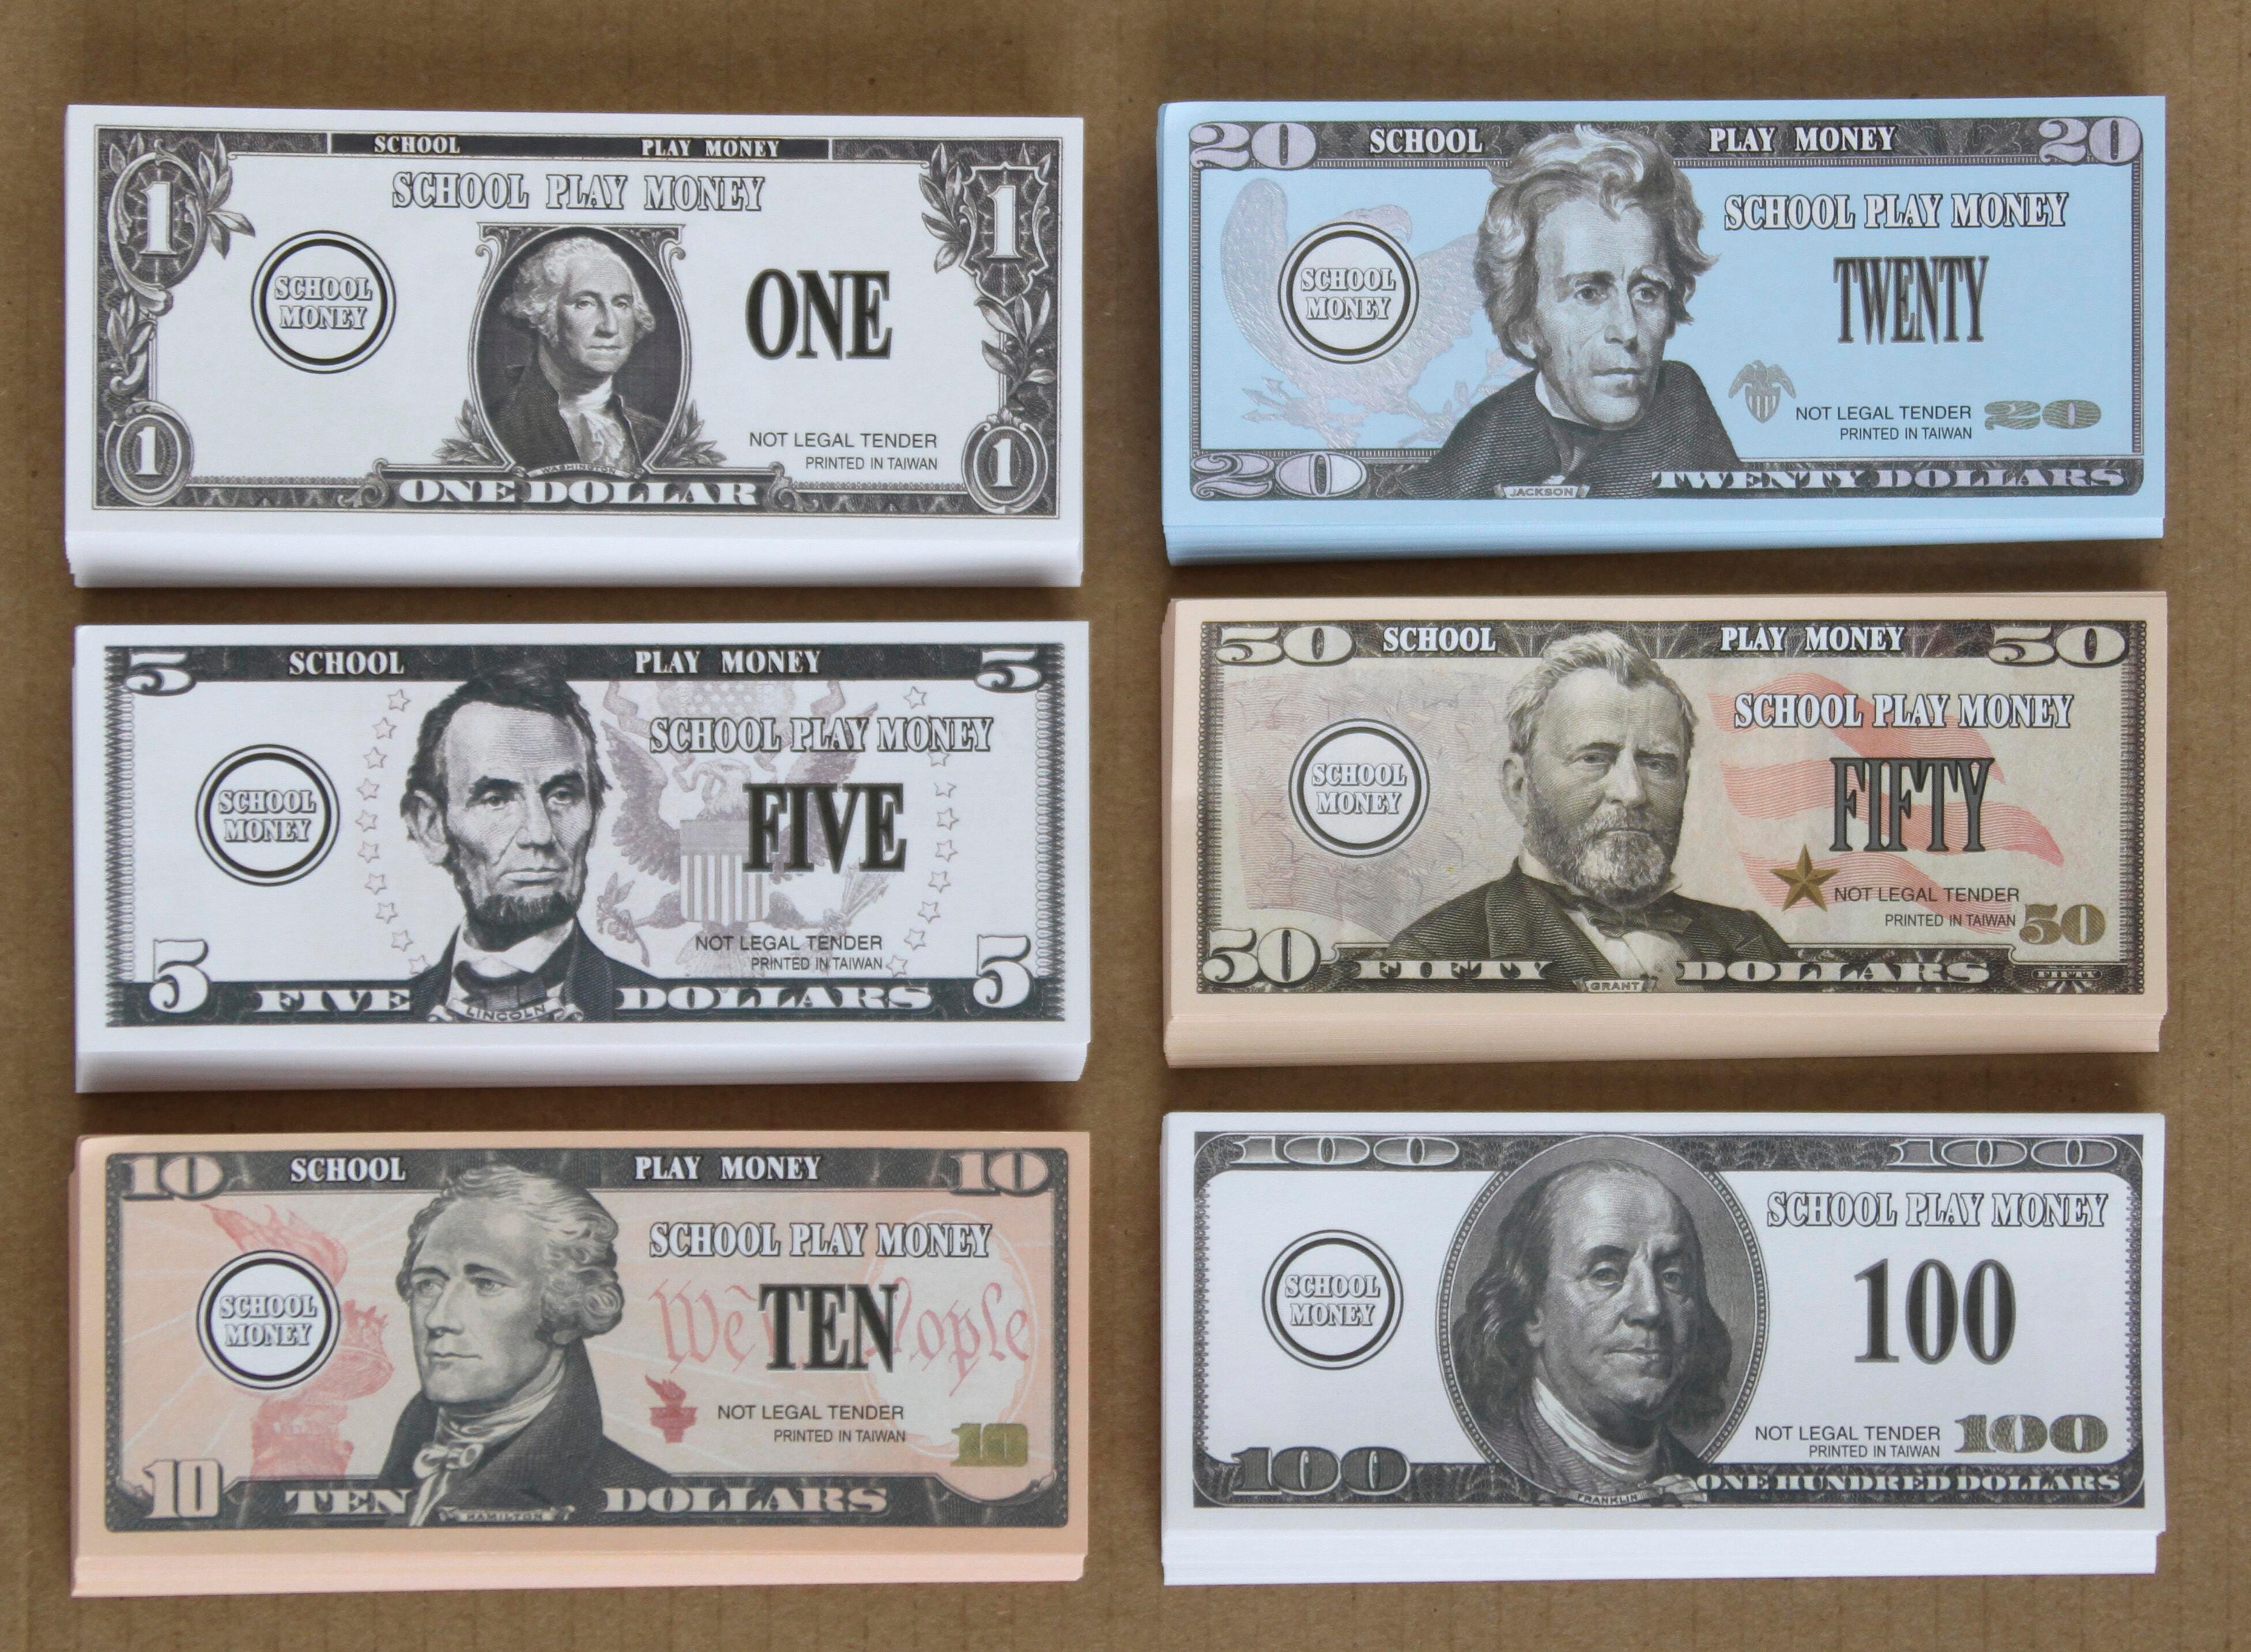 1 SCHOOL PLAY MONEY 1
SCHOOL PLAY MONEY
SCHOOL
MONEY
ONE
NOT LEGAL TENDER
PRINTED IN TAIWAN
WASHINGTON
1 ONE DOLLAR 1
5 SCHOOL PLAY MONEY 5
SCHOOL PLAY MONEY
SCHOOL
MONEY
FIVE
NOT LEGAL TENDER
PRINTED IN TAIWAN
5 FIVE DOLLARS 5
LINCOLN
10 SCHOOL PLAY MONEY 10
SCHOOL PLAY MONEY
SCHOOL
MONEY
We TEN eople
NOT LEGAL TENDER
PRINTED IN TAIWAN 10
10 TEN DOLLARS
HAMILTON
20 SCHOOL PLAY MONEY 20
SCHOOL PLAY MONEY
SCHOOL
MONEY
TWENTY
NOT LEGAL TENDER 20
PRINTED IN TAIWAN
20 JACKSON TWENTY DOLLARS
50 SCHOOL PLAY MONEY 50
SCHOOL PLAY MONEY
SCHOOL
MONEY
FIFTY
NOT LEGAL TENDER
PRINTED IN TAIWAN 50
50 FIFTY DOLLARS FIFTY
GRANT
100 100
SCHOOL PLAY MONEY
SCHOOL
MONEY
100
NOT LEGAL TENDER 100
PRINTED IN TAIWAN
100 ONE HUNDRED DOLLARS
FRANKLIN